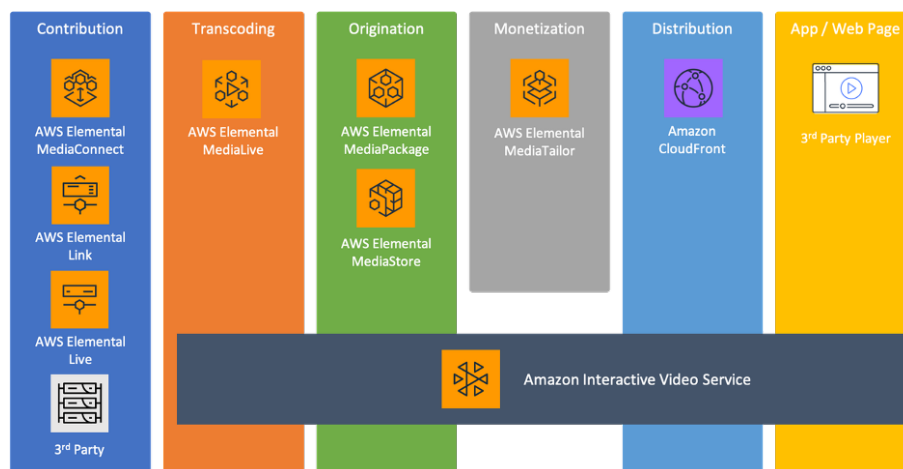 Contribution
AWS Elemental
MediaConnect
AWS Elemental
Link
AWS Elemental
Live
3rd Party
Transcoding
AWS Elemental
MediaLive
Origination
AWS Elemental
MediaPackage
AWS Elemental
MediaStore
Monetization
AWS Elemental
MediaTailor
Distribution
Amazon
CloudFront
App / Web Page
3rd Party Player
Amazon Interactive Video Service